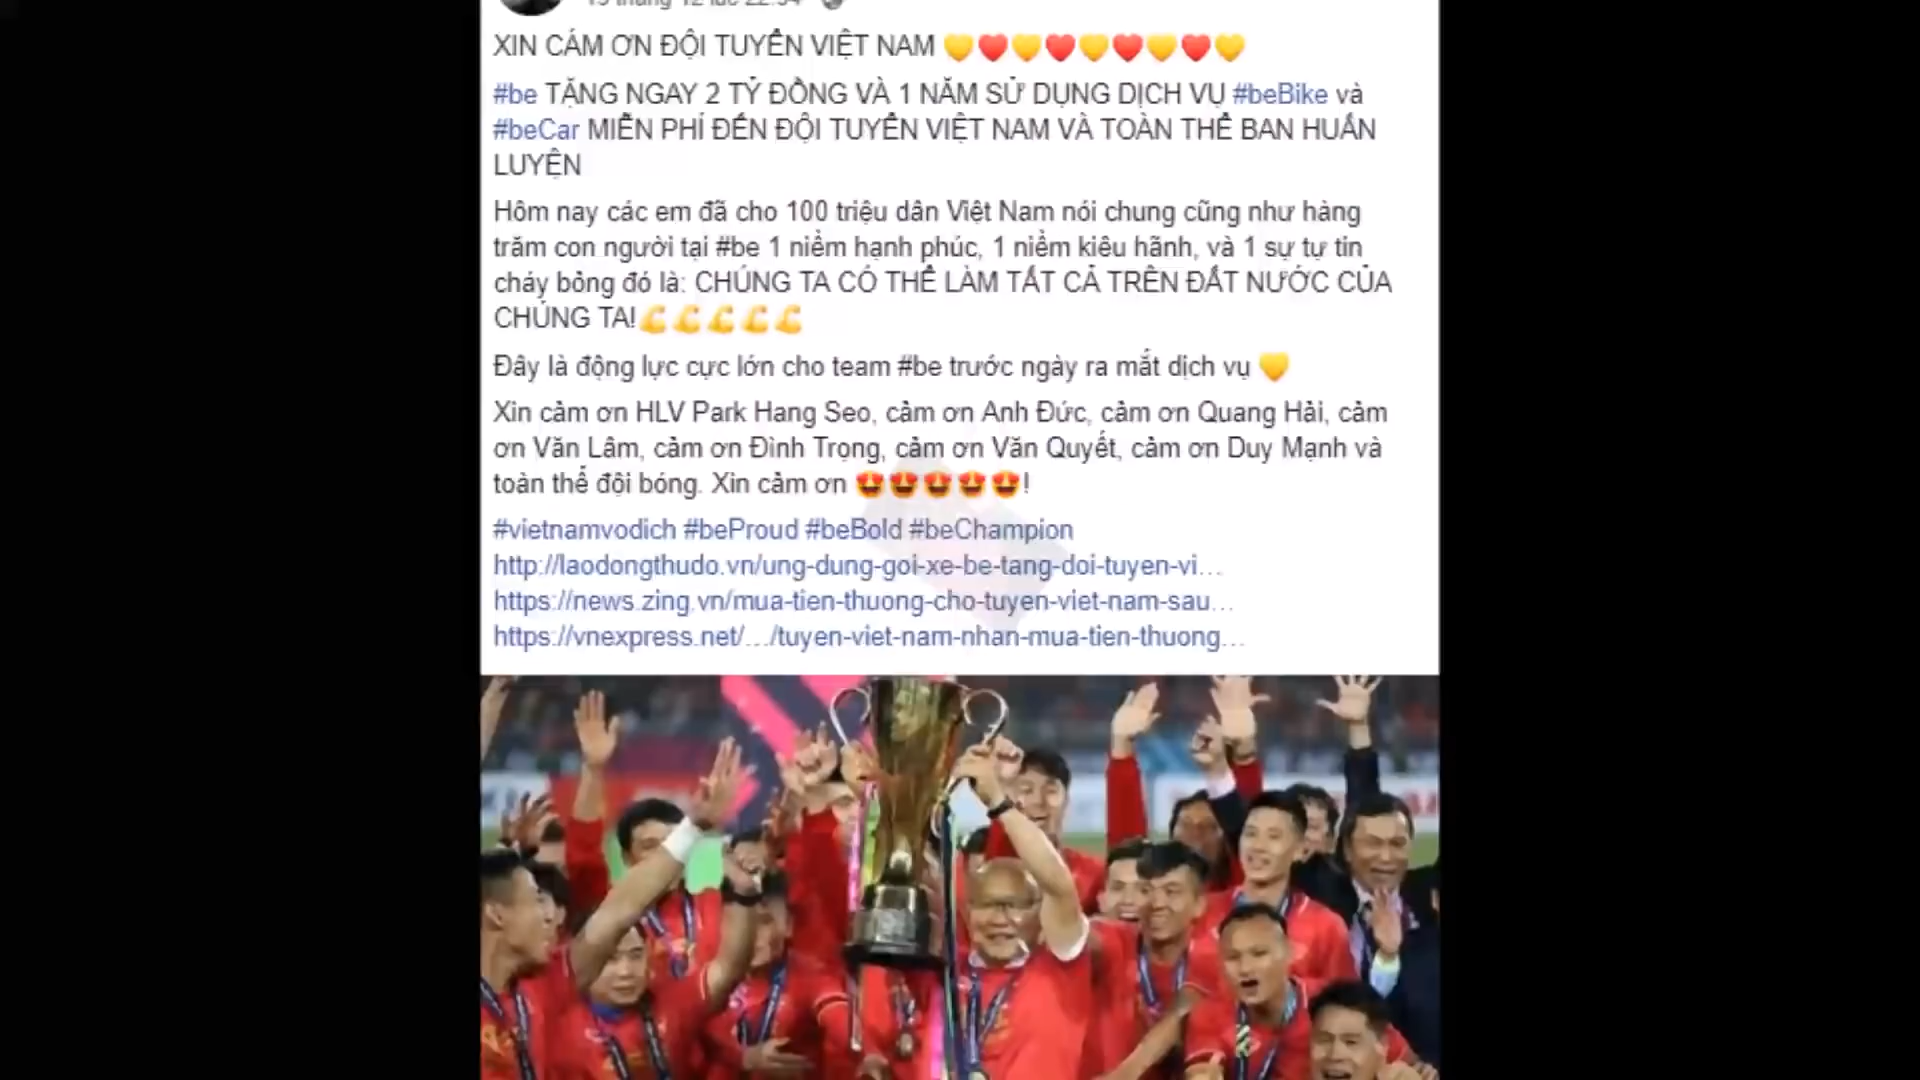 XIN CÁM ƠN ĐỘI TUYỂN VIỆT NAM 💛❤️💛❤️💛❤️💛❤️💛
#be TẶNG NGAY 2 TỶ ĐỒNG VÀ 1 NĂM SỬ DỤNG DỊCH VỤ #beBike và
#beCar MIỄN PHÍ ĐẾN ĐỘI TUYỂN VIỆT NAM VÀ TOÀN THỂ BAN HUẤN
LUYỆN
Hôm nay các em đã cho 100 triệu dân Việt Nam nói chung cũng như hàng
trăm con người tại #be 1 niềm hạnh phúc, 1 niềm kiêu hãnh, và 1 sự tự tin
cháy bỏng đó là: CHÚNG TA CÓ THỂ LÀM TẤT CẢ TRÊN ĐẤT NƯỚC CỦA
CHÚNG TA!💪💪💪💪💪
Đây là động lực cực lớn cho team #be trước ngày ra mắt dịch vụ 💛
Xin cảm ơn HLV Park Hang Seo, cảm ơn Anh Đức, cảm ơn Quang Hải, cảm
ơn Văn Lâm, cảm ơn Đình Trọng, cảm ơn Văn Quyết, cảm ơn Duy Mạnh và
toàn thể đội bóng. Xin cảm ơn 😍😍😍😍😍!
#vietnamvodich #beProud #beBold #beChampion
http://laodongthudo.vn/ung-dung-goi-xe-be-tang-doi-tuyen-vi...
https://news.zing.vn/mua-tien-thuong-cho-tuyen-viet-nam-sau...
https://vnexpress.net/.../tuyen-viet-nam-nhan-mua-tien-thuong...